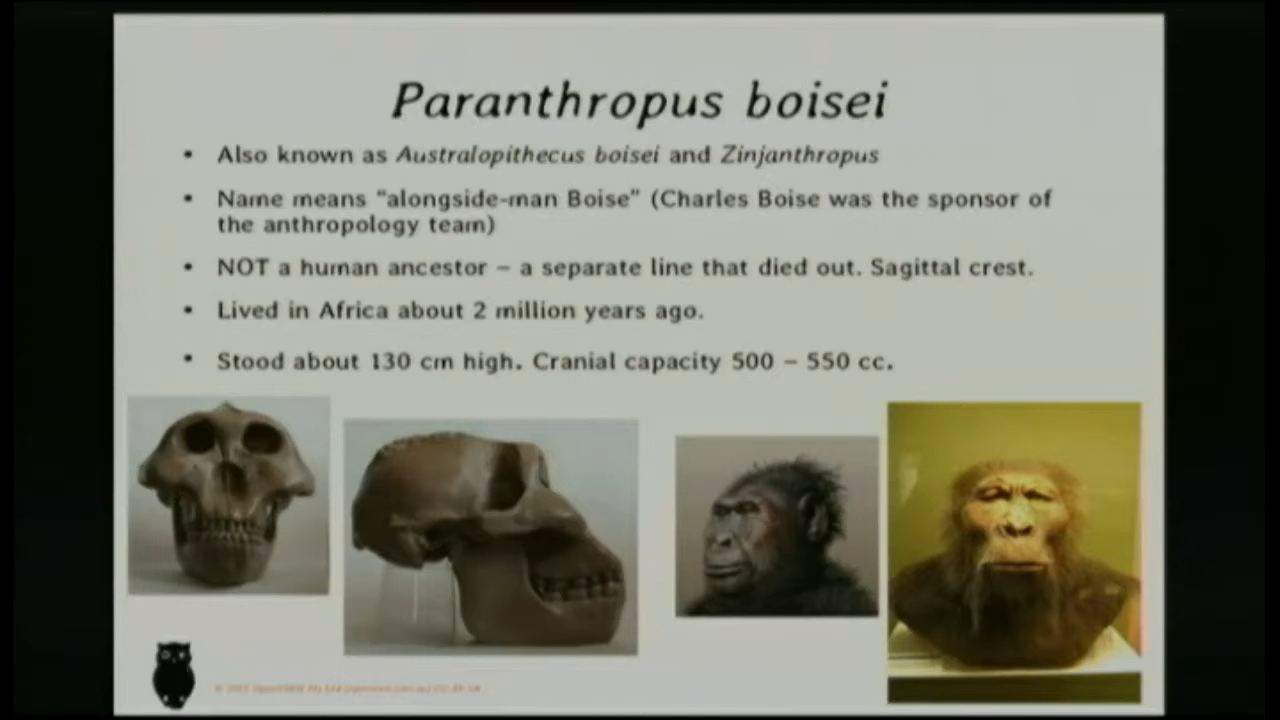 Paranthropus boisei
• Also known as Australopithecus boisei and Zinjanthropus
• Name means "alongside-man Boise" (Charles Boise was the sponsor of
the anthropology team)
• NOT a human ancestor – a separate line that died out. Sagittal crest.
• Lived in Africa about 2 million years ago.
• Stood about 130 cm high. Cranial capacity 500 – 550 cc.